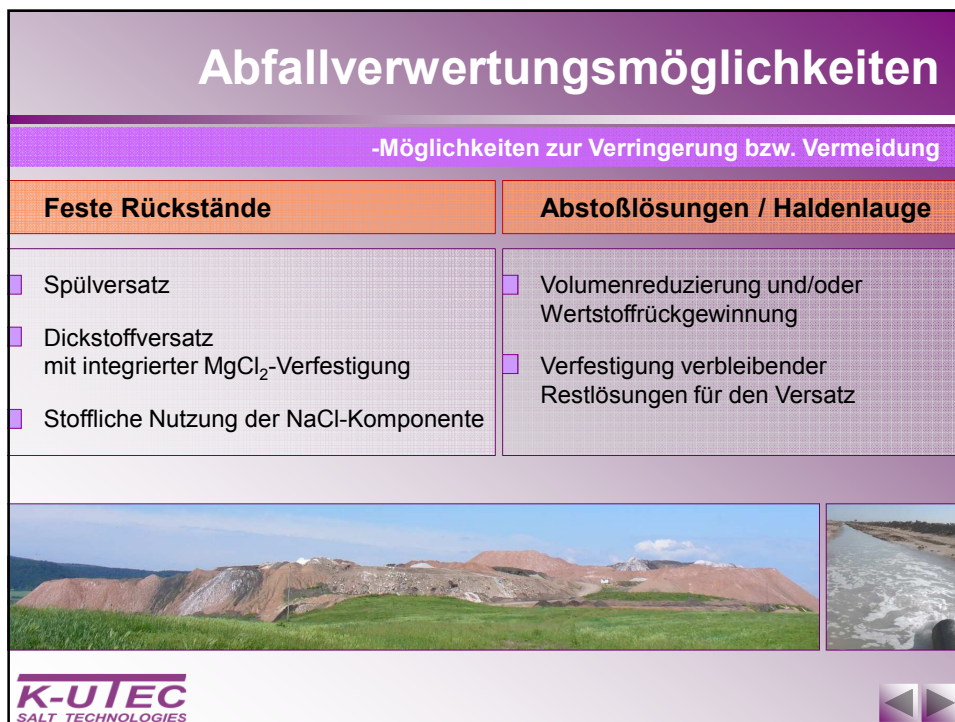 Abfallverwertungsmöglichkeiten
-Möglichkeiten zur Verringerung bzw. Vermeidung
Feste Rückstände
Spülversatz
Dickstoffversatz
mit integrierter MgCl₂-Verfestigung
Stoffliche Nutzung der NaCl-Komponente
Abstoßlösungen / Haldenlauge
Volumenreduzierung und/oder
Wertstoffrückgewinnung
Verfestigung verbleibender
Restlösungen für den Versatz
K-UTEC
SALT TECHNOLOGIES